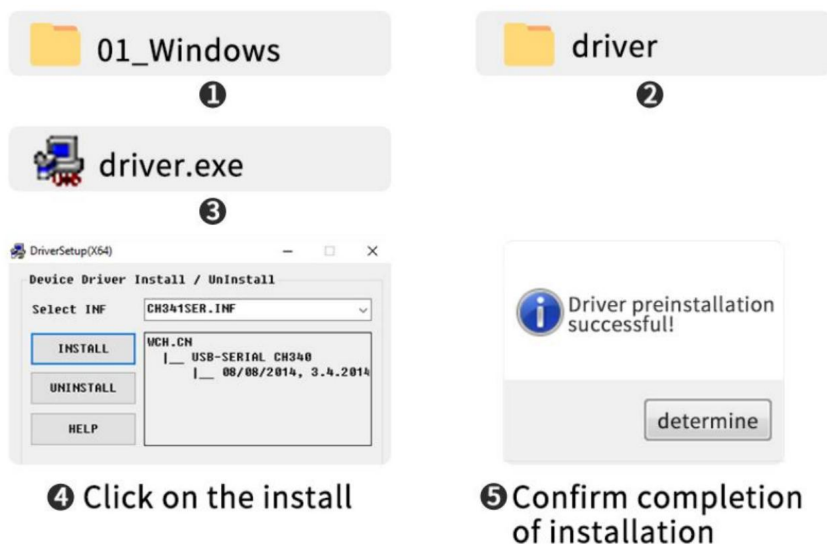 01_Windows
driver
❶
❷
driver.exe
❸
DriverSetup(X64)
Device Driver Install / UnInstall
Select INF
CH341SER.INF
INSTALL
UNINSTALL
HELP
WCH.CN
|__ USB-SERIAL CH340
|__ 08/08/2014, 3.4.2014
❹ Click on the install
Driver preinstallation
successful!
determine
❺ Confirm completion
of installation